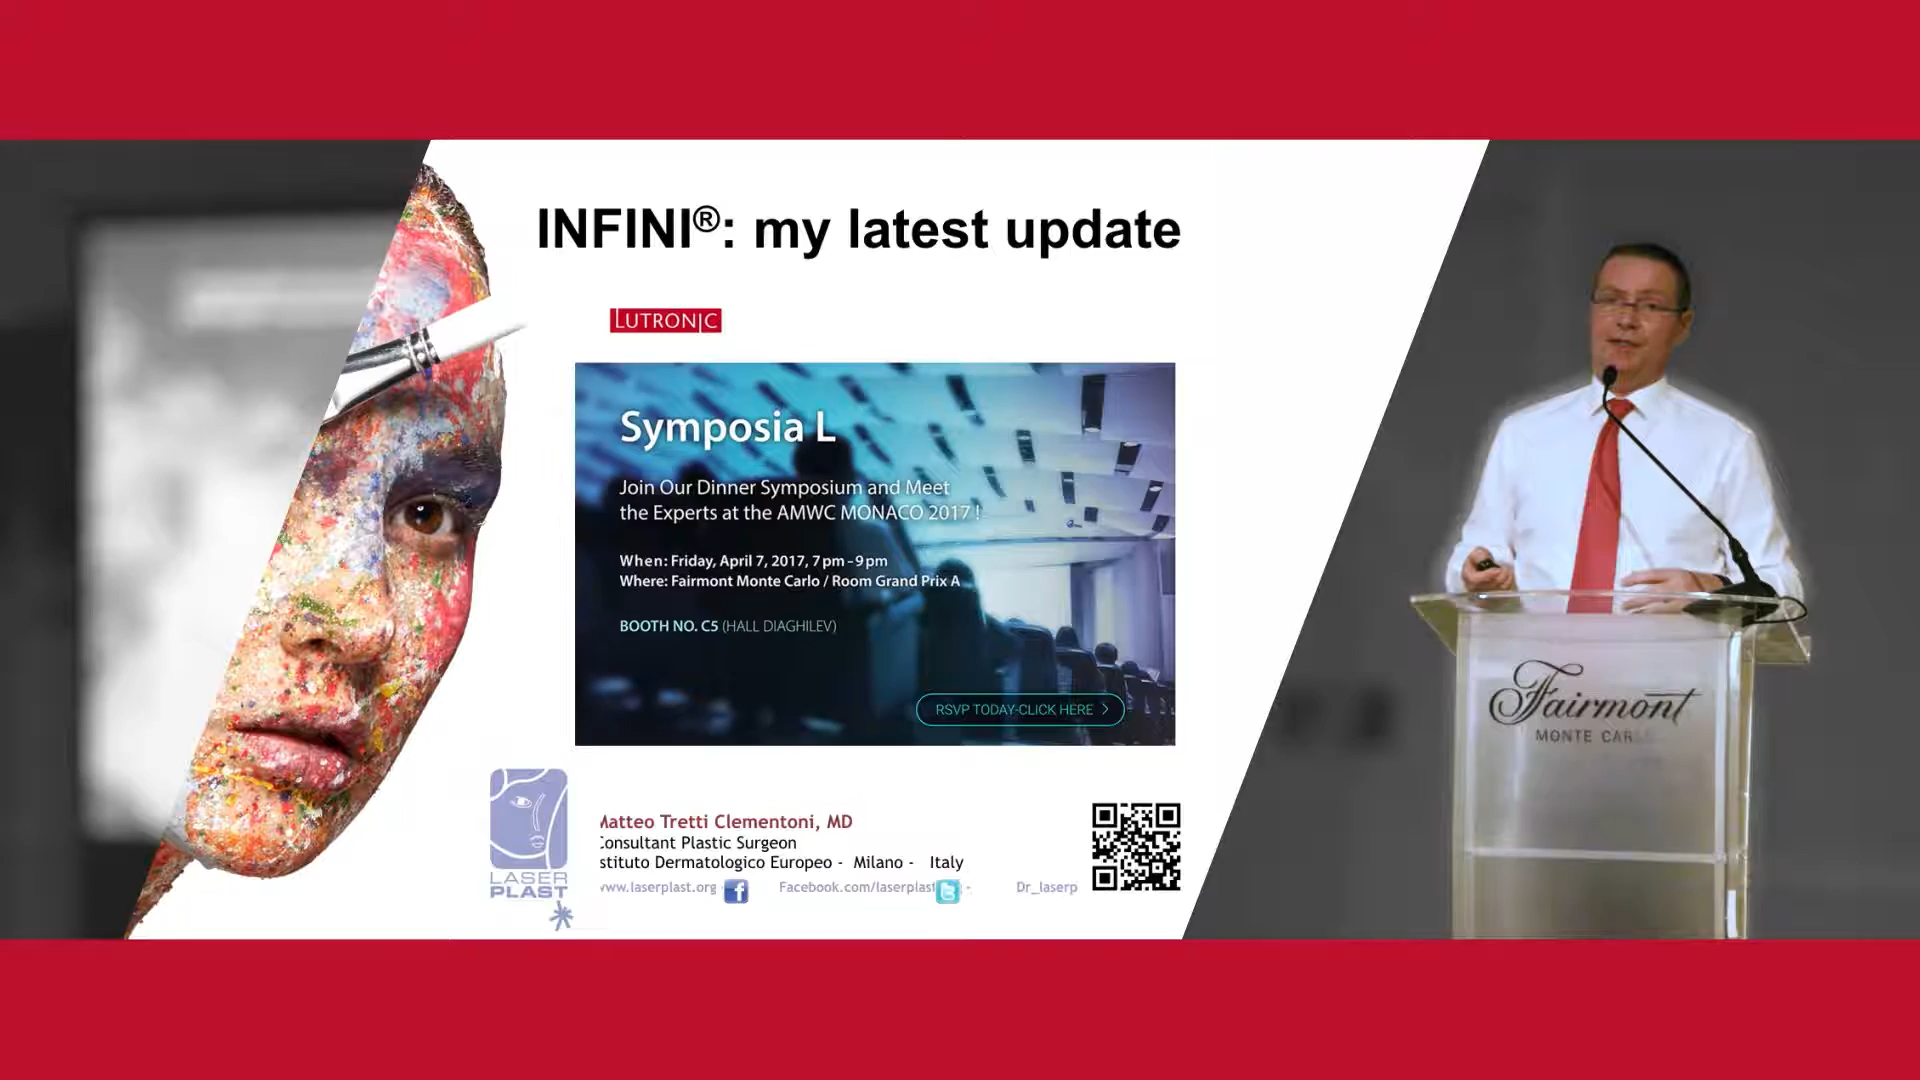 INFINI®: my latest update
LUTRONIC
Symposia L
Join Our Dinner Symposium and Meet
the Experts at the AMWC MONACO 2017 !
When: Friday, April 7, 2017, 7 pm - 9 pm
Where: Fairmont Monte Carlo / Room Grand Prix A
BOOTH NO. C5 (HALL DIAGHILEV)
RSVP TODAY-CLICK HERE >
LASER
PLAST
Matteo Tretti Clementoni, MD
Consultant Plastic Surgeon
stituto Dermatologico Europeo - Milano - Italy
www.laserplast.org
Facebook.com/laserplast
Dr_laserp
Fairmont
MONTE CARLO